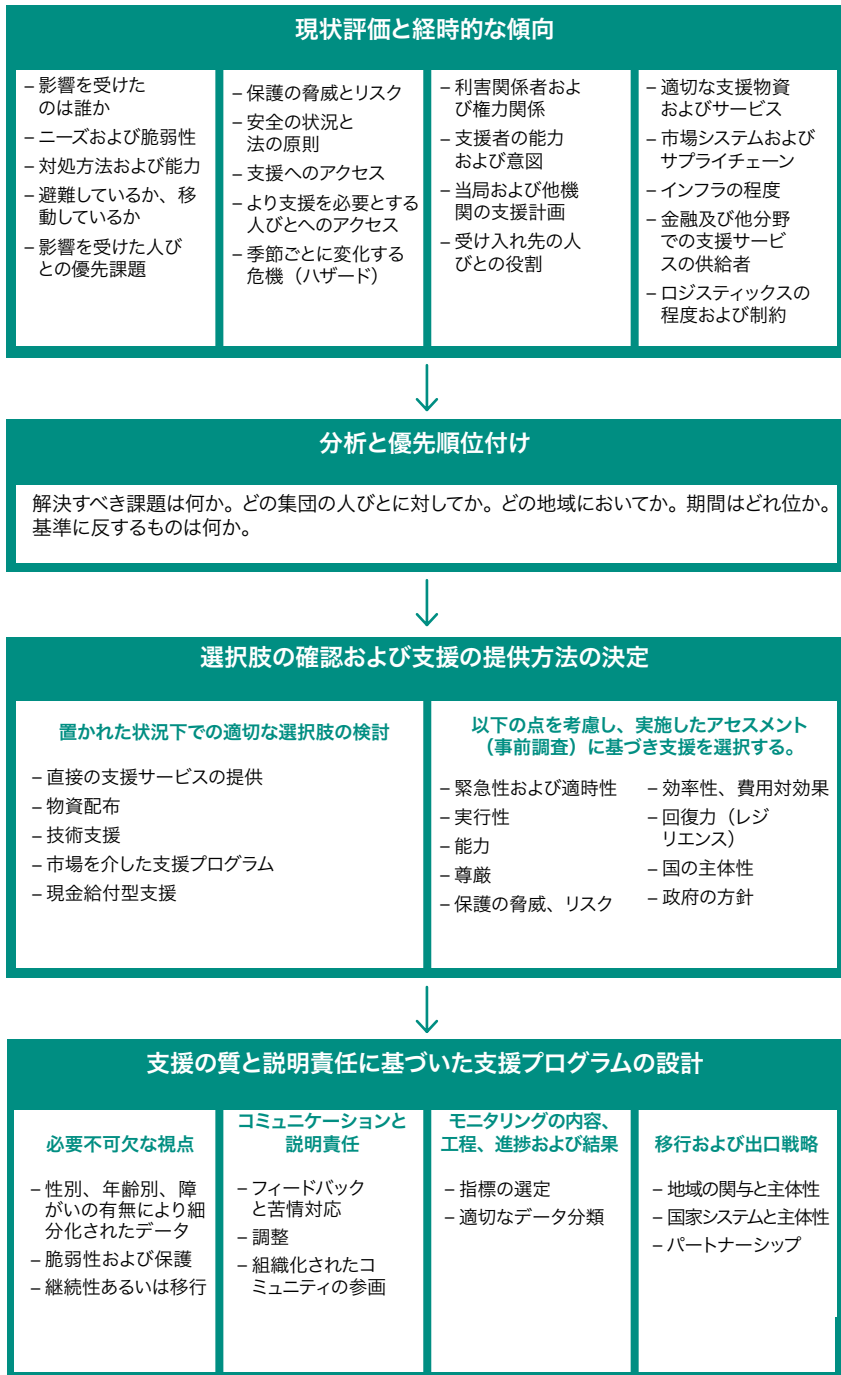 現状評価と経時的な傾向
– 影響を受けた
のは誰か
– ニーズおよび脆弱性
– 対処方法および能力
– 避難しているか、移
動しているか
– 影響を受けた人び
との優先課題
– 保護の脅威とリスク
– 安全の状況と
法の原則
– 支援へのアクセス
– より支援を必要とする
人びとへのアクセス
– 季節ごとに変化する
危機（ハザード）
– 利害関係者およ
び権力関係
– 支援者の能力
および意図
– 当局および他機
関の支援計画
– 受け入れ先の人
びとの役割
– 適切な支援物資
およびサービス
– 市場システムおよび
サプライチェーン
– インフラの程度
– 金融及び他分野
での支援サービ
スの供給者
– ロジスティックスの
程度および制約
分析と優先順位付け
解決すべき課題は何か。どの集団の人びとに対してか。どの地域においてか。期間はどれ位か。
基準に反するものは何か。
選択肢の確認および支援の提供方法の決定
置かれた状況下での適切な選択肢の検討
– 直接の支援サービスの提供
– 物資配布
– 技術支援
– 市場を介した支援プログラム
– 現金給付型支援
以下の点を考慮し、実施したアセスメント
（事前調査）に基づき支援を選択する。
– 緊急性および適時性
– 実行性
– 能力
– 尊厳
– 保護の脅威、リスク
– 効率性、費用対効果
– 回復力（レジ
リエンス）
– 国の主体性
– 政府の方針
支援の質と説明責任に基づいた支援プログラムの設計
必要不可欠な視点
– 性別、年齢別、障
がいの有無により細
分化されたデータ
– 脆弱性および保護
– 継続性あるいは移行
コミュニケーションと
説明責任
– フィードバック
と苦情対応
– 調整
– 組織化されたコ
ミュニティの参画
モニタリングの内容、
工程、進捗および結果
– 指標の選定
– 適切なデータ分類
移行および出口戦略
– 地域の関与と主体性
– 国家システムと主体性
– パートナーシップ